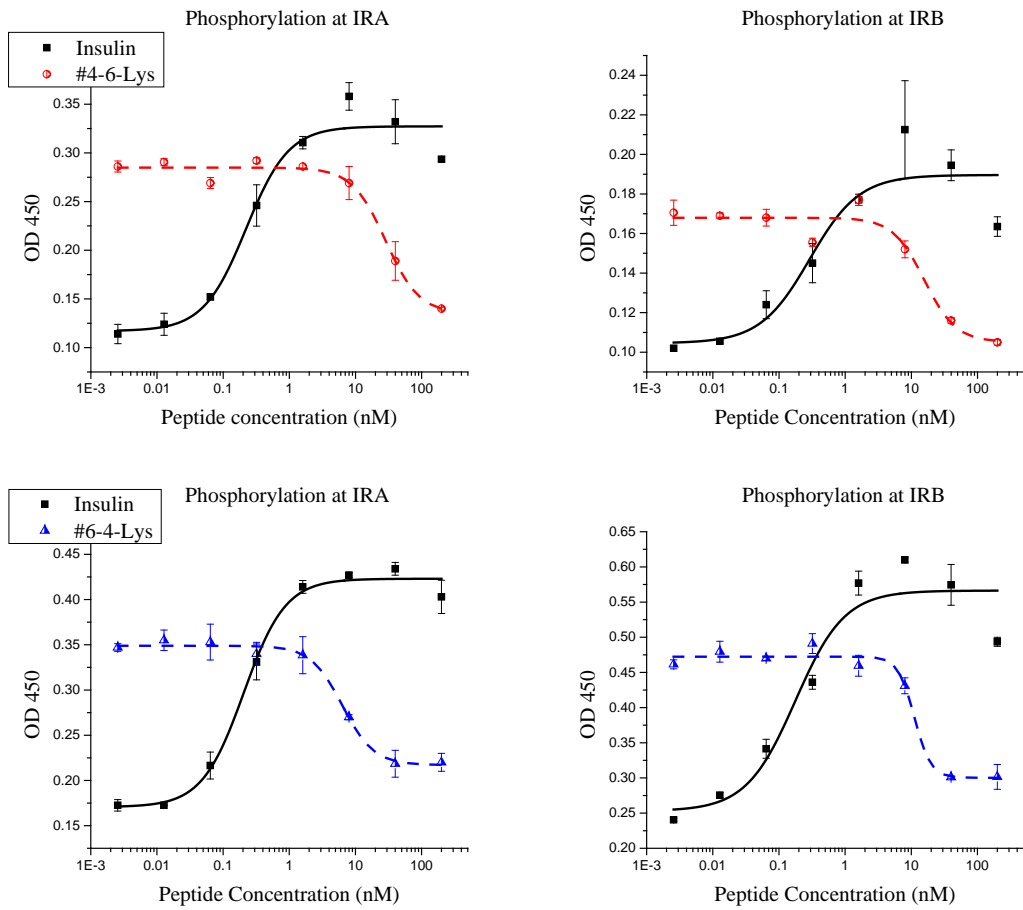 Phosphorylation at IRA
Insulin
#4-6-Lys
0.35
0.30
0.25
0.20
0.15
0.10
OD 450
1E-3 0.01 0.1 1 10 100
Peptide concentration (nM)
Phosphorylation at IRB
0.24
0.22
0.20
0.18
0.16
0.14
0.12
0.10
OD 450
1E-3 0.01 0.1 1 10 100
Peptide Concentration (nM)
Phosphorylation at IRA
Insulin
#6-4-Lys
0.45
0.40
0.35
0.30
0.25
0.20
0.15
OD 450
1E-3 0.01 0.1 1 10 100
Peptide Concentration (nM)
Phosphorylation at IRB
0.65
0.60
0.55
0.50
0.45
0.40
0.35
0.30
0.25
0.20
OD 450
1E-3 0.01 0.1 1 10 100
Peptide Concentration (nM)